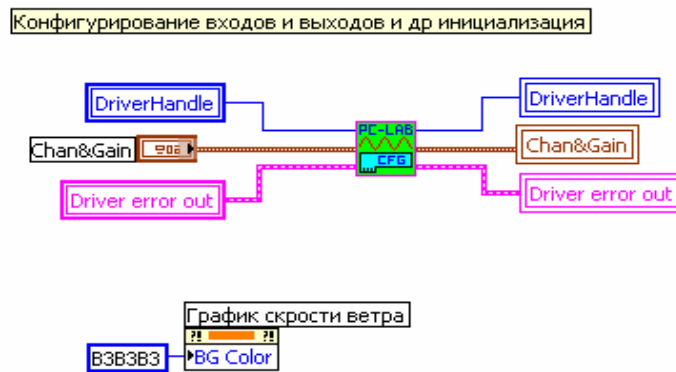 Конфигурирование входов и выходов и др инициализация
DriverHandle
DriverHandle
PC-LAB
Chan&Gain
Chan&Gain
CFG
Driver error out
Driver error out
График скрости ветра
B3B3B3
BG Color